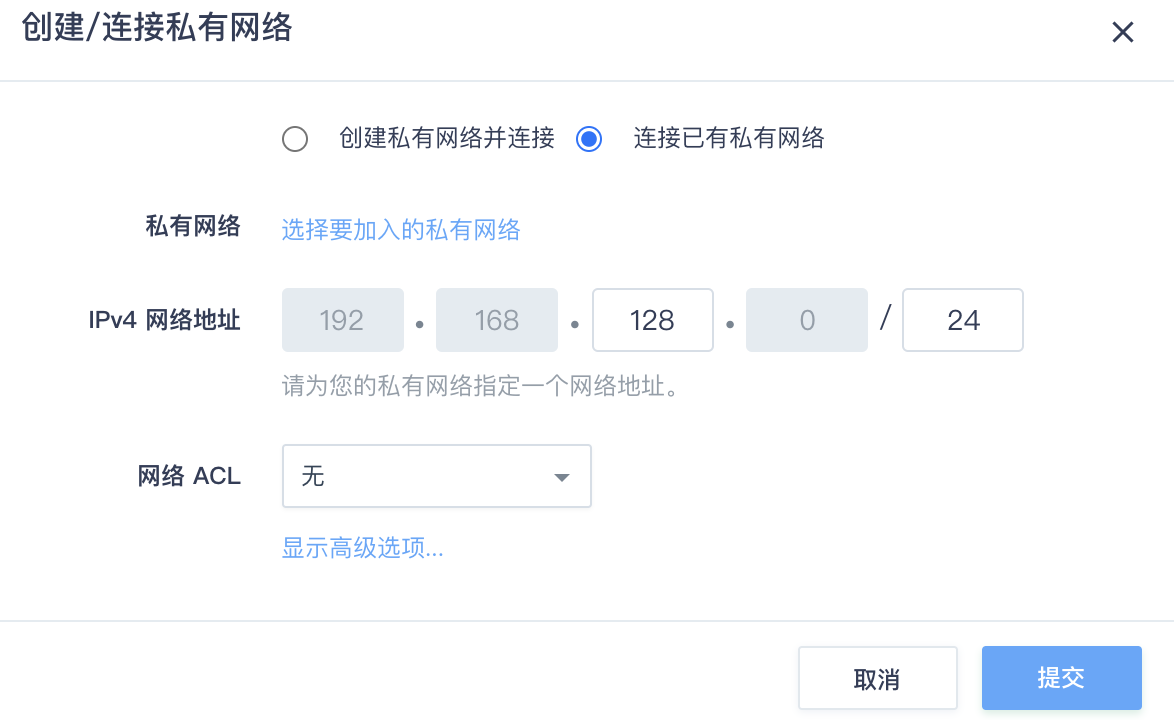 创建/连接私有网络
创建私有网络并连接 连接已有私有网络
私有网络 选择要加入的私有网络
IPv4 网络地址 192 . 168 . 128 . 0 / 24
请为您的私有网络指定一个网络地址。
网络 ACL 无
显示高级选项...
取消 提交